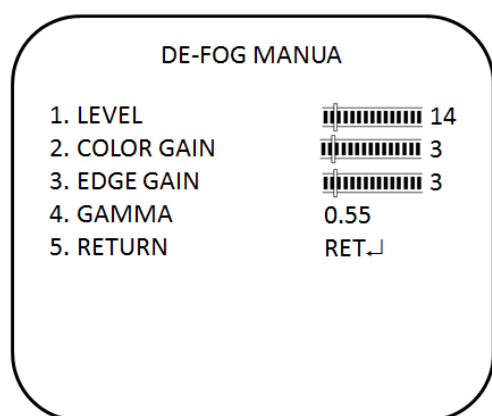 DE-FOG MANUA
1. LEVEL 14
2. COLOR GAIN 3
3. EDGE GAIN 3
4. GAMMA 0.55
5. RETURN RET↵